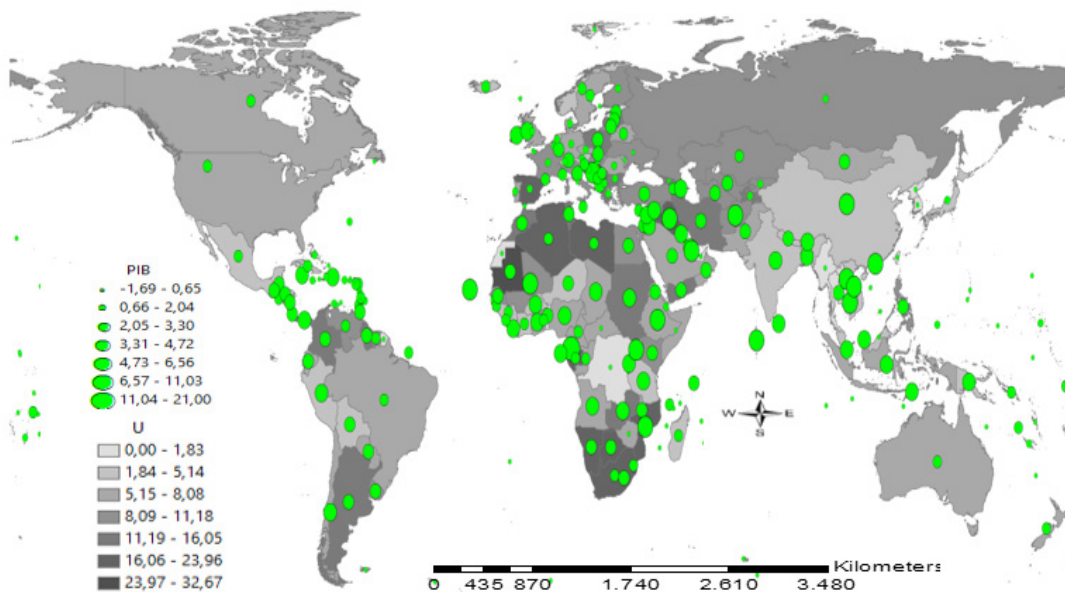 PIB
-1,69 - 0,65
0,66 - 2,04
2,05 - 3,30
3,31 - 4,72
4,73 - 6,56
6,57 - 11,03
11,04 - 21,00
U
0,00 - 1,83
1,84 - 5,14
5,15 - 8,08
8,09 - 11,18
11,19 - 16,05
16,06 - 23,96
23,97 - 32,67
N
W E
S
Kilometers
0 435 870 1.740 2.610 3.480